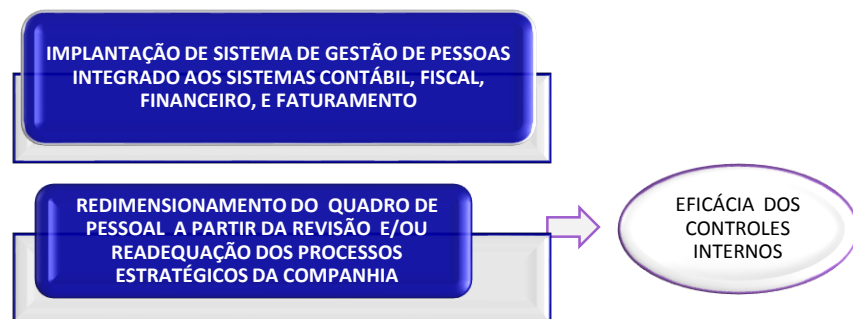 IMPLANTAÇÃO DE SISTEMA DE GESTÃO DE PESSOAS
INTEGRADO AOS SISTEMAS CONTÁBIL, FISCAL,
FINANCEIRO, E FATURAMENTO
REDIMENSIONAMENTO DO QUADRO DE
PESSOAL A PARTIR DA REVISÃO E/OU
READEQUAÇÃO DOS PROCESSOS
ESTRATÉGICOS DA COMPANHIA
EFICÁCIA DOS
CONTROLES
INTERNOS